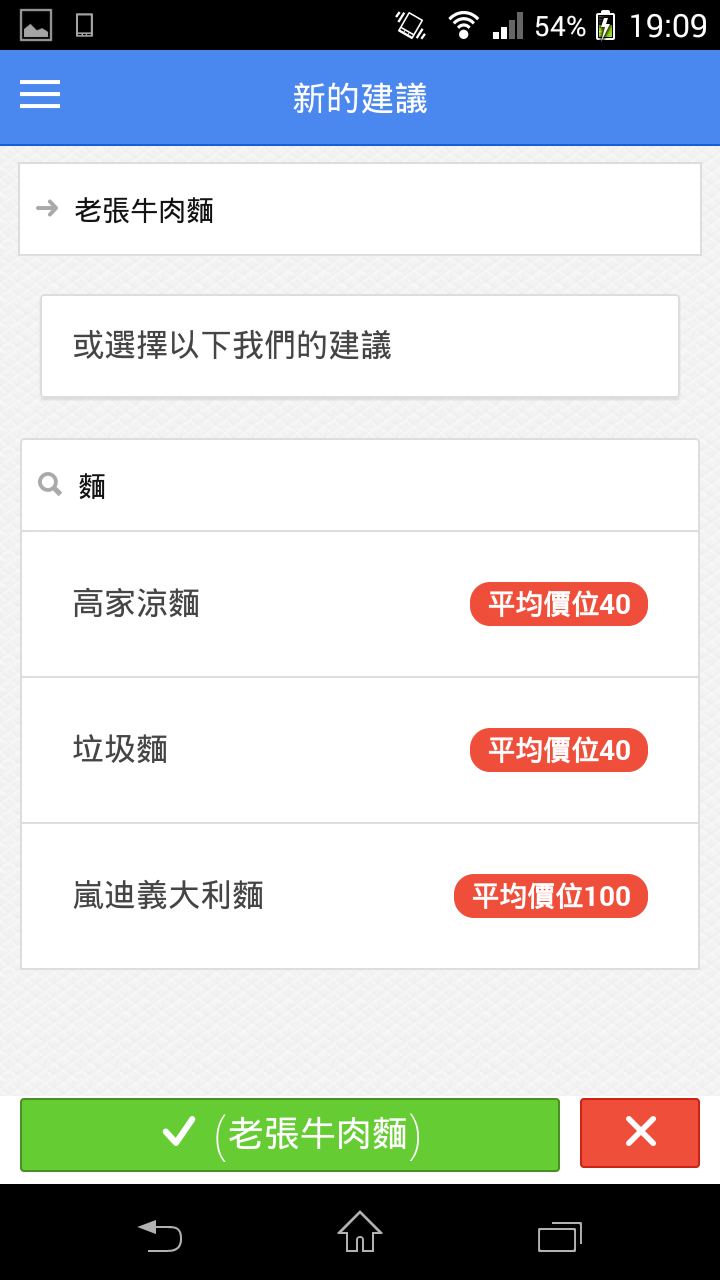 54% 19:09
新的建議
老張牛肉麵
或選擇以下我們的建議
麵
高家涼麵 平均價位40
垃圾麵 平均價位40
嵐迪義大利麵 平均價位100
(老張牛肉麵)